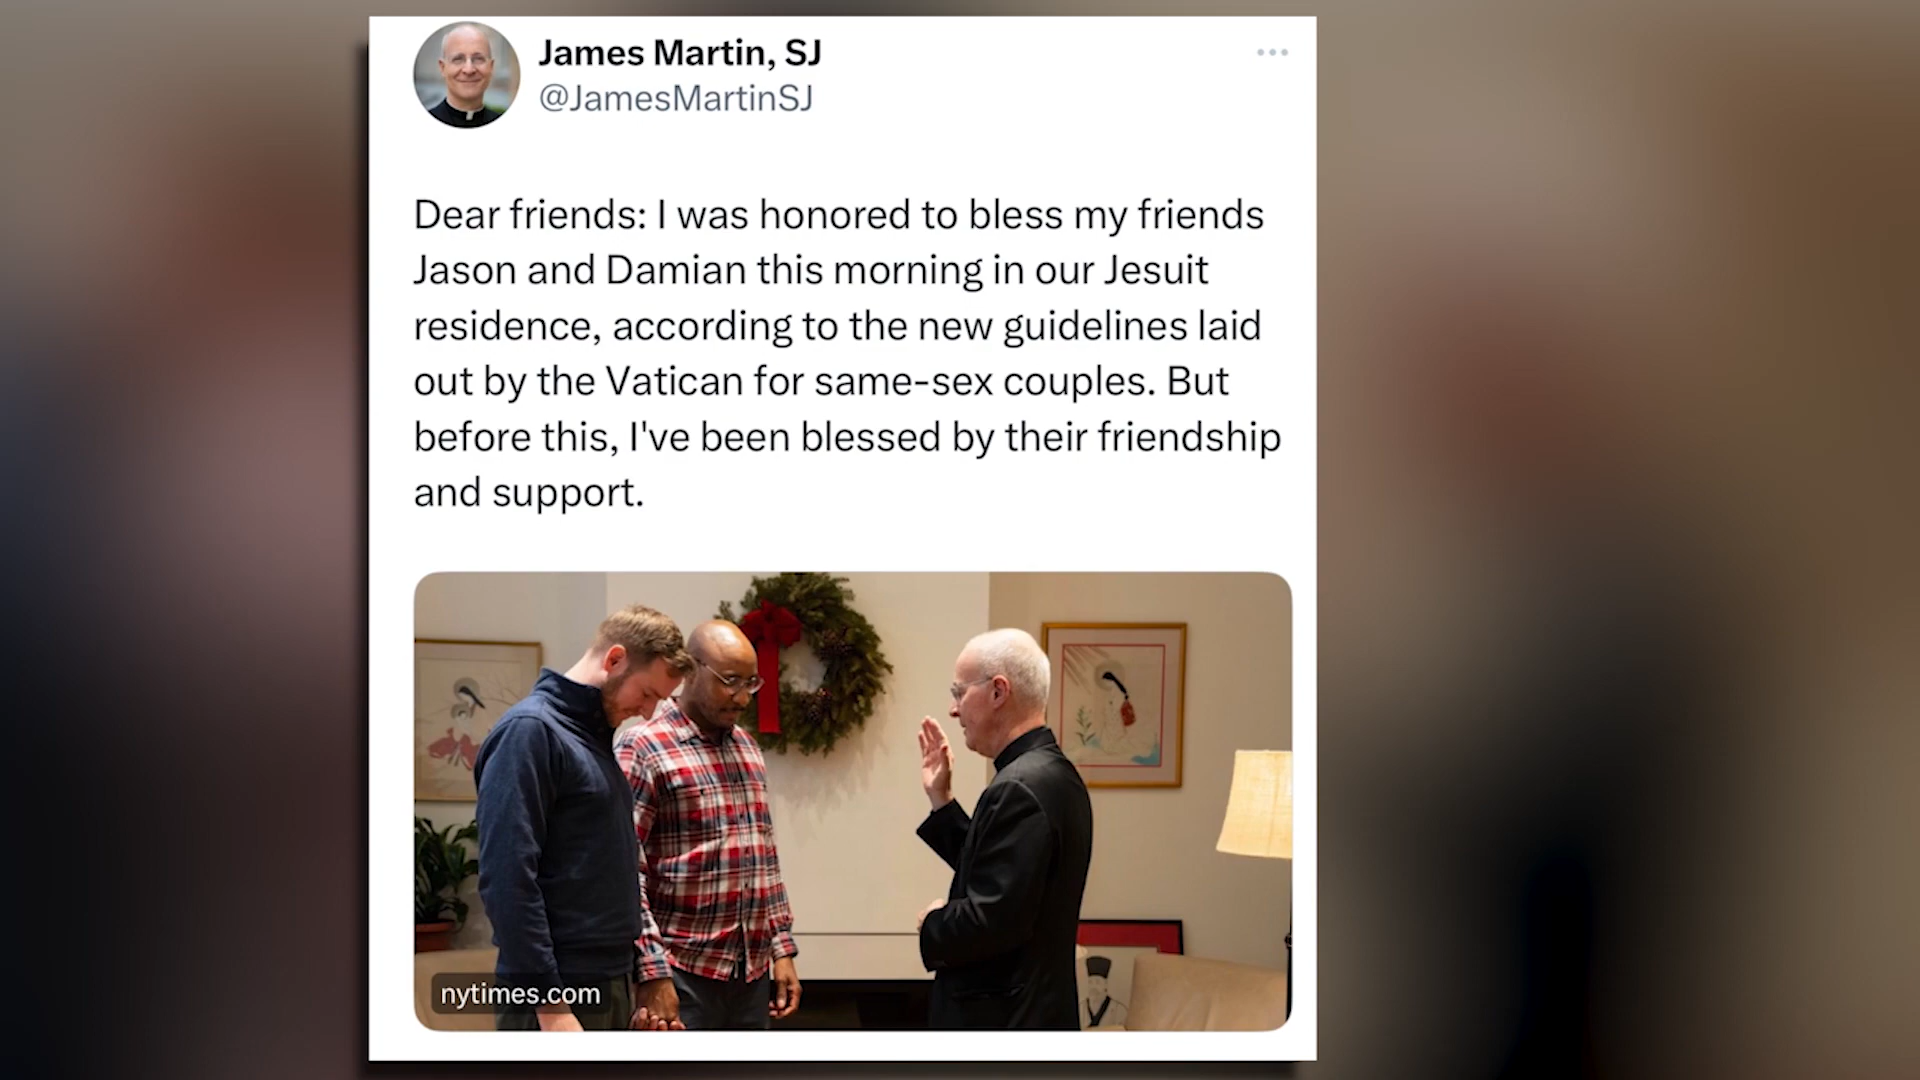 James Martin, SJ
@JamesMartinSJ
Dear friends: I was honored to bless my friends
Jason and Damian this morning in our Jesuit
residence, according to the new guidelines laid
out by the Vatican for same-sex couples. But
before this, I've been blessed by their friendship
and support.
nytimes.com